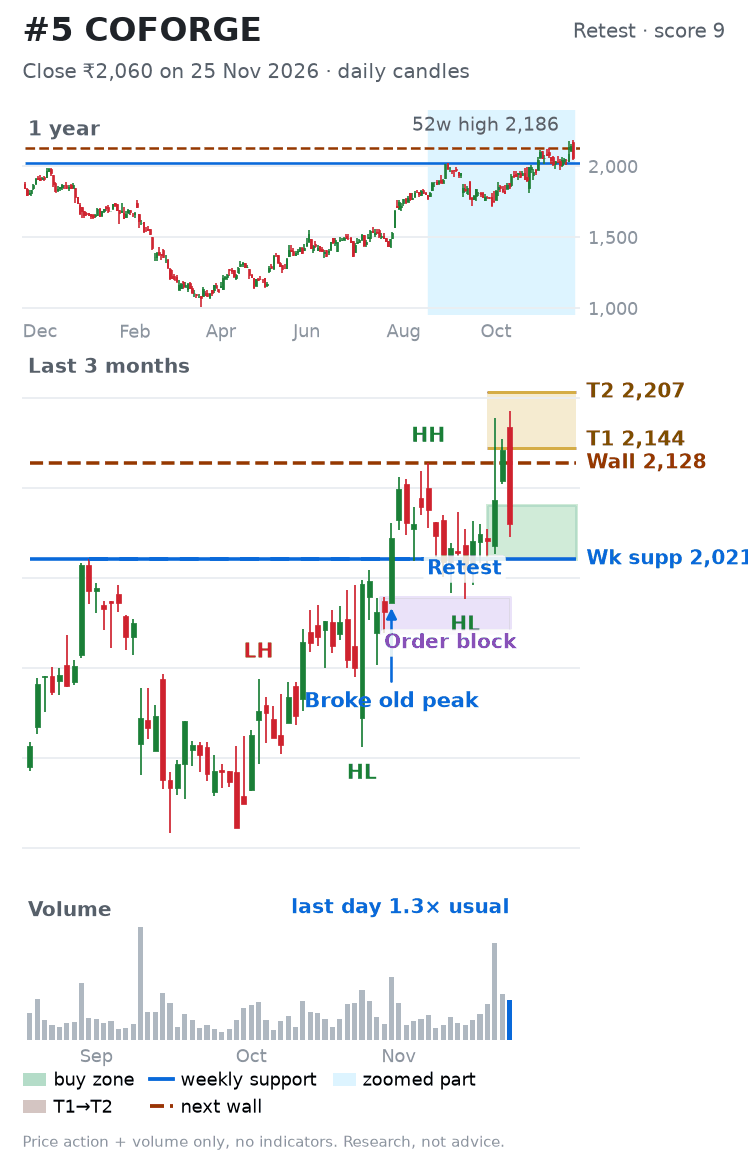 #5 COFORGE
Retest · score 9
Close ₹2,060 on 25 Nov 2026 · daily candles
1 year
52w high 2,186
2,000
1,500
1,000
Dec Feb Apr Jun Aug Oct
Last 3 months
T2 2,207
HH
T1 2,144
Wall 2,128
Wk supp 2,021
Retest
HL
Order block
LH
Broke old peak
HL
Volume
last day 1.3× usual
Sep Oct Nov
buy zone weekly support zoomed part
T1→T2 next wall
Price action + volume only, no indicators. Research, not advice.